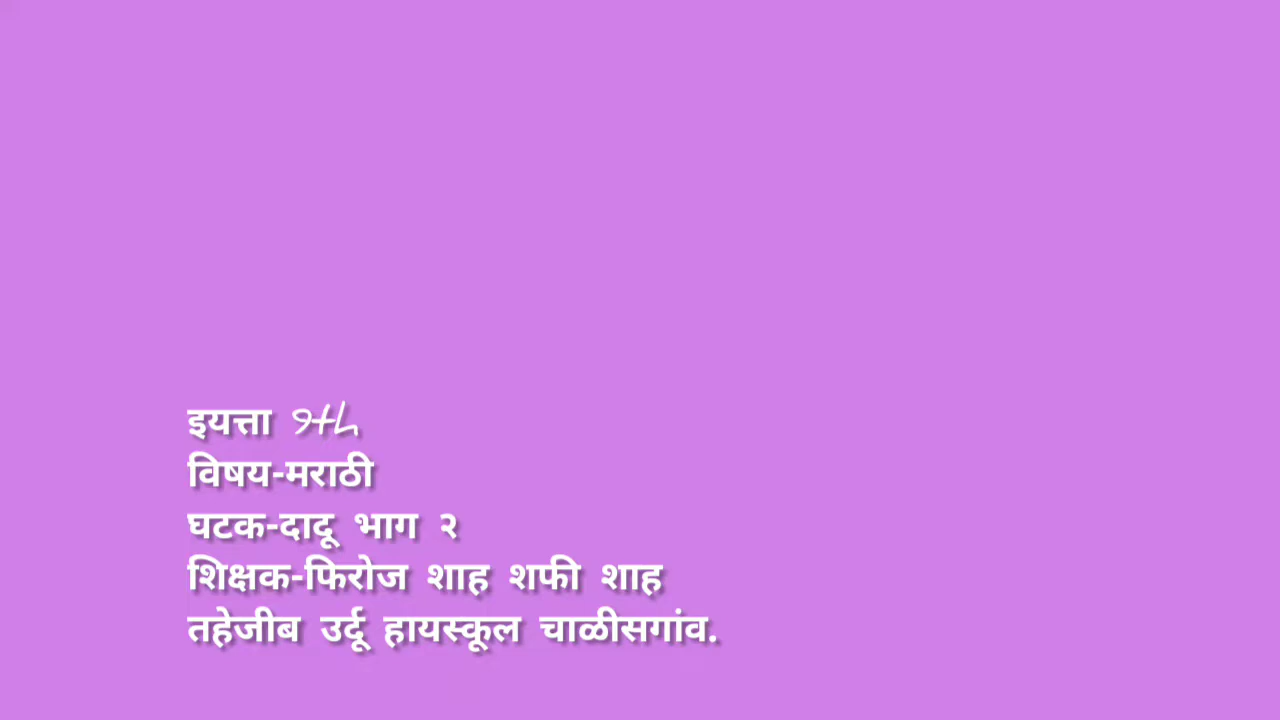 इयत्ता 9th
विषय-मराठी
घटक-दादू भाग २
शिक्षक-फिरोज शाह शफी शाह
तहेजीब उर्दू हायस्कूल चाळीसगांव.